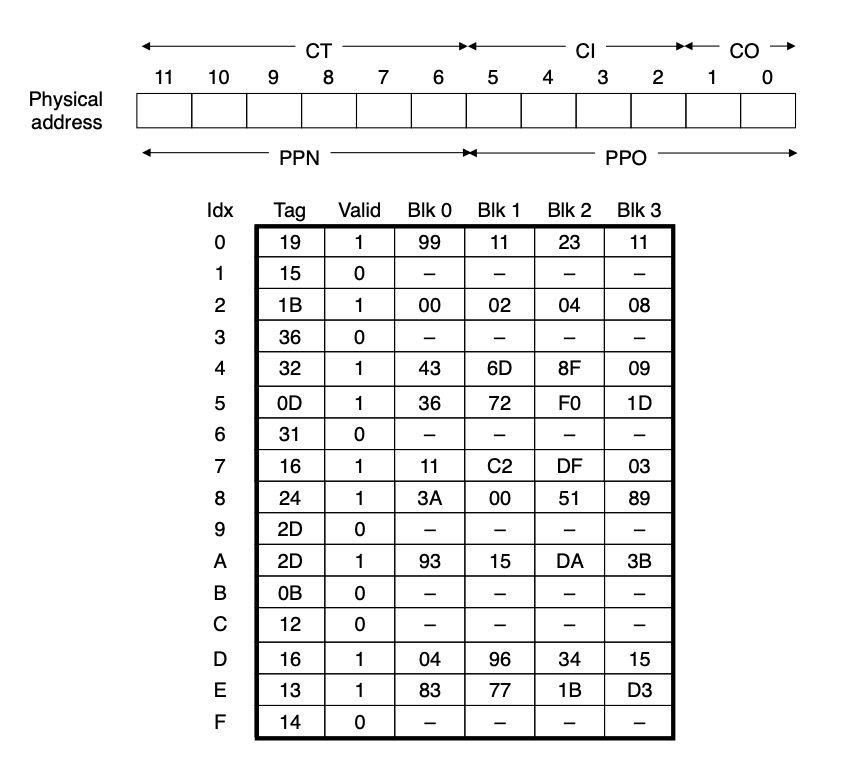 CT CI CO
11 10 9 8 7 6 5 4 3 2 1 0
Physical
address
PPN PPO
Idx Tag Valid Blk 0 Blk 1 Blk 2 Blk 3
0 19 1 99 11 23 11
1 15 0 – – – –
2 1B 1 00 02 04 08
3 36 0 – – – –
4 32 1 43 6D 8F 09
5 0D 1 36 72 F0 1D
6 31 0 – – – –
7 16 1 11 C2 DF 03
8 24 1 3A 00 51 89
9 2D 0 – – – –
A 2D 1 93 15 DA 3B
B 0B 0 – – – –
C 12 0 – – – –
D 16 1 04 96 34 15
E 13 1 83 77 1B D3
F 14 0 – – – –